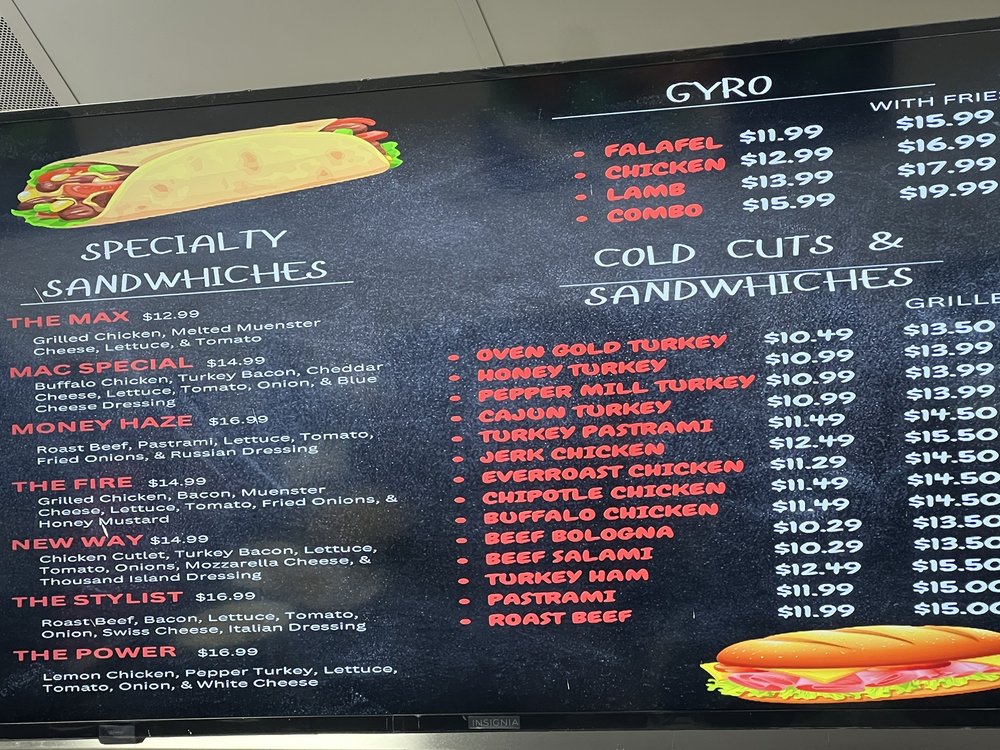 SPECIALTY
SANDWHICHES
THE MAX $12.99
Grilled Chicken, Melted Muenster
Cheese, Lettuce, & Tomato
MAC SPECIAL $14.99
Buffalo Chicken, Turkey Bacon, Cheddar
Cheese, Lettuce, Tomato, Onion, & Blue
Cheese Dressing
MONEY HAZE $16.99
Roast Beef, Pastrami, Lettuce, Tomato,
Fried Onions, & Russian Dressing
THE FIRE $14.99
Grilled Chicken, Bacon, Muenster
Cheese, Lettuce, Tomato, Fried Onions, &
Honey Mustard
NEW WAY $14.99
Chicken Cutlet, Turkey Bacon, Lettuce,
Tomato, Onions, Mozzarella Cheese, &
Thousand Island Dressing
THE STYLIST $16.99
Roast Beef, Bacon, Lettuce, Tomato,
Onion, Swiss Cheese, Italian Dressing
THE POWER $16.99
Lemon Chicken, Pepper Turkey, Lettuce,
Tomato, Onion, & White Cheese
GYRO
WITH FRIES
• FALAFEL $11.99 $15.99
• CHICKEN $12.99 $16.99
• LAMB $13.99 $17.99
• COMBO $15.99 $19.99
COLD CUTS &
SANDWHICHES
GRILLE
• OVEN GOLD TURKEY $10.49 $13.50
• HONEY TURKEY $10.99 $13.99
• PEPPER MILL TURKEY $10.99 $13.99
• CAJUN TURKEY $10.99 $13.99
• TURKEY PASTRAMI $11.49 $14.50
• JERK CHICKEN $12.49 $15.50
• EVERROAST CHICKEN $11.29 $14.50
• CHIPOTLE CHICKEN $11.49 $14.50
• BUFFALO CHICKEN $11.49 $14.50
• BEEF BOLOGNA $10.29 $13.50
• BEEF SALAMI $10.29 $13.50
• TURKEY HAM $12.49 $15.50
• PASTRAMI $11.99 $15.00
• ROAST BEEF $11.99 $15.00
INSIGNIA